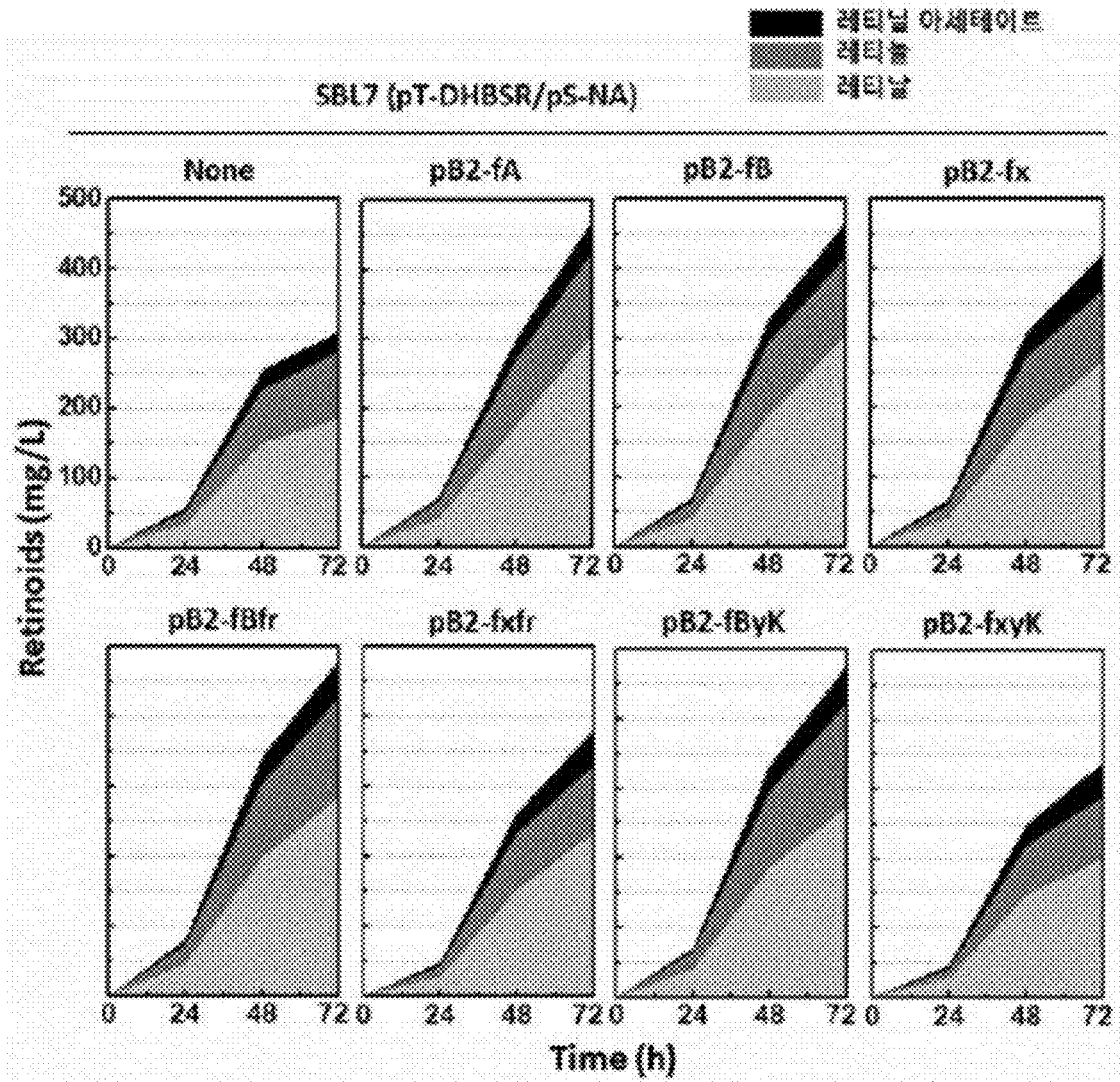 레티닐 아세테이트
레티놀
레티날
SBL7 (pT-DHBSR/pS-NA)
None pB2-fA pB2-fB pB2-fx
500
400
300
200
100
0
0 24 48 72 0 24 48 72 0 24 48 72 0 24 48 72
Retinoids (mg/L)
pB2-fBfr pB2-fxfr pB2-fByK pB2-fxyK
0 24 48 72 0 24 48 72 0 24 48 72 0 24 48 72
Time (h)